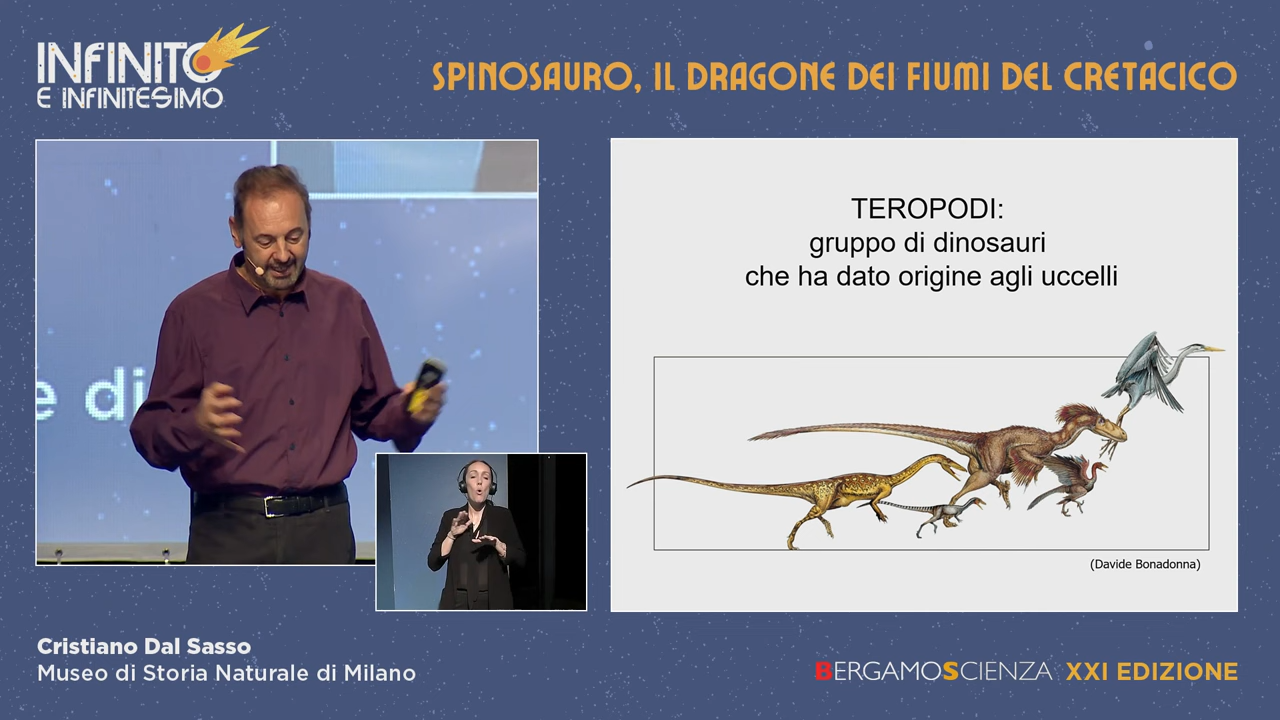 INFINITO
E INFINITESIMO
SPINOSAURO, IL DRAGONE DEI FIUMI DEL CRETACICO
e di
TEROPODI:
gruppo di dinosauri
che ha dato origine agli uccelli
(Davide Bonadonna)
Cristiano Dal Sasso
Museo di Storia Naturale di Milano
BERGAMOSCIENZA XXI EDIZIONE